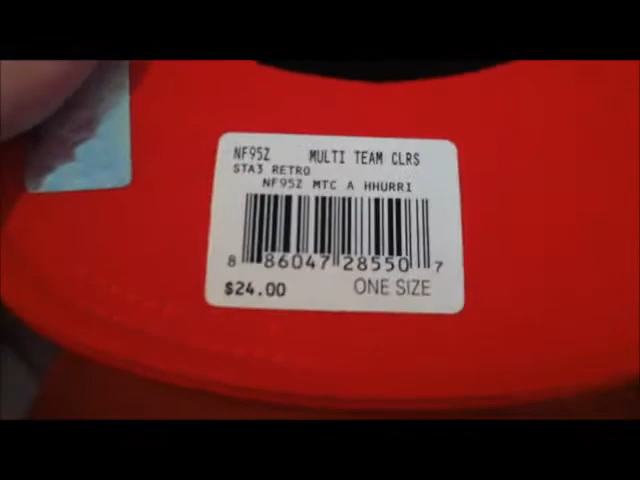 NF95Z MULTI TEAM CLRS
STA3 RETRO
NF95Z MTC A HHURRI
8 86047 28550 7
$24.00 ONE SIZE